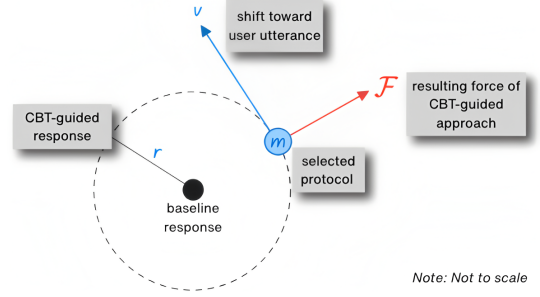 v
shift toward
user utterance
F
resulting force of
CBT-guided
approach
CBT-guided
response
r
m
selected
protocol
baseline
response
Note: Not to scale